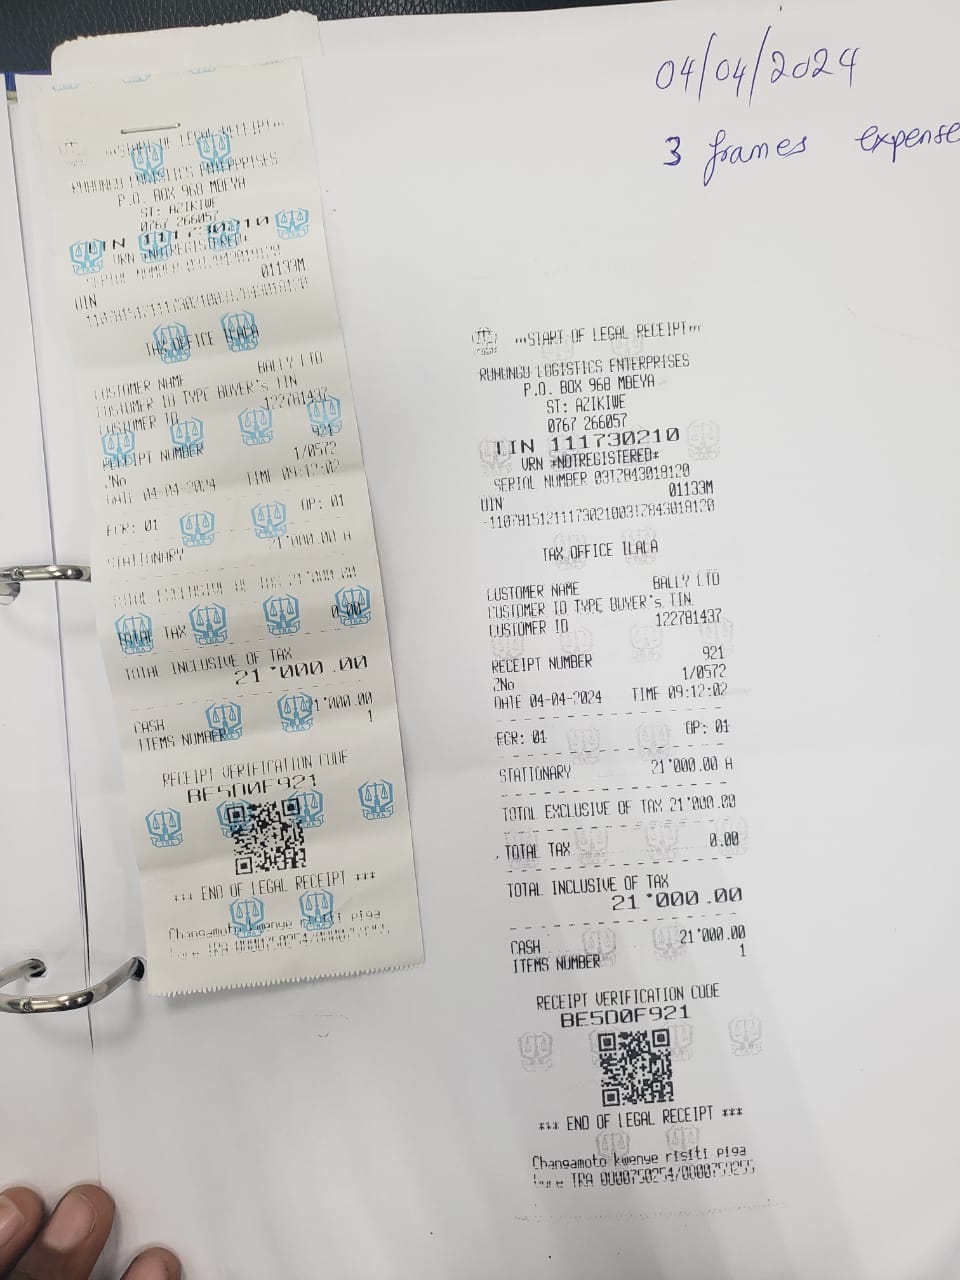 04/04/2024
3 frames expense
START OF LEGAL RECEIPT
RUHUNGU LOGISTICS ENTERPRISES
P.O. BOX 968 MBEYA
ST: AZIKIWE
0767 266057
TIN 111730210
VRN *NOTREGISTERED*
SERIAL NUMBER 03TZ843018120
01133M
UIN
TAX OFFICE ILALA
CUSTOMER NAME BALLY LTD
CUSTOMER ID TYPE BUYER's TIN
CUSTOMER ID 122781437
RECEIPT NUMBER 921
ZNo 1/0572
DATE 04-04-2024 TIME 09:12:02
ECR: 01 OP: 01
STATIONARY 21'000.00 A
TOTAL EXCLUSIVE OF TAX 21'000.00
TOTAL TAX 0.00
TOTAL INCLUSIVE OF TAX
21'000.00
CASH 21'000.00
ITEMS NUMBER 1
RECEIPT VERIFICATION CODE
BE5D0F921
*** END OF LEGAL RECEIPT ***
Changamoto kwenye risiti piga
TRA
START OF LEGAL RECEIPT
RUHUNGU LOGISTICS ENTERPRISES
P.O. BOX 968 MBEYA
ST: AZIKIWE
0767 266057
TIN 111730210
VRN *NOTREGISTERED*
SERIAL NUMBER 03TZ843018120
01133M
UIN
-11078151211173021003TZ843018120
TAX OFFICE ILALA
CUSTOMER NAME BALLY LTD
CUSTOMER ID TYPE BUYER's TIN
CUSTOMER ID 122781437
RECEIPT NUMBER 921
ZNo 1/0572
DATE 04-04-2024 TIME 09:12:02
ECR: 01 OP: 01
STATIONARY 21'000.00 A
TOTAL EXCLUSIVE OF TAX 21'000.00
TOTAL TAX 0.00
TOTAL INCLUSIVE OF TAX
21'000.00
CASH 21'000.00
ITEMS NUMBER 1
RECEIPT VERIFICATION CODE
BE5D0F921
*** END OF LEGAL RECEIPT ***
Changamoto kwenye risiti piga
bure TRA 0800750254/0800750255